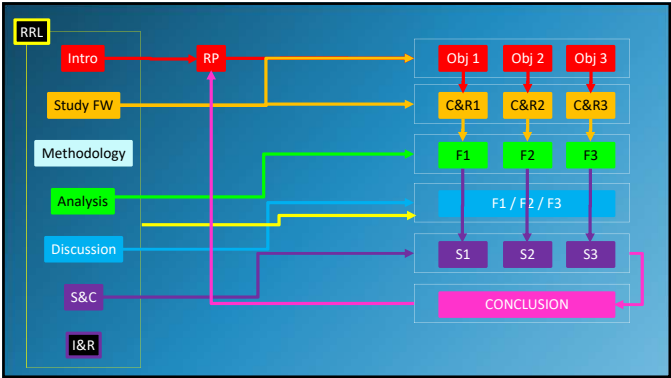 RRL
Intro RP Obj 1 Obj 2 Obj 3
Study FW C&R1 C&R2 C&R3
Methodology F1 F2 F3
Analysis F1 / F2 / F3
Discussion S1 S2 S3
S&C CONCLUSION
I&R